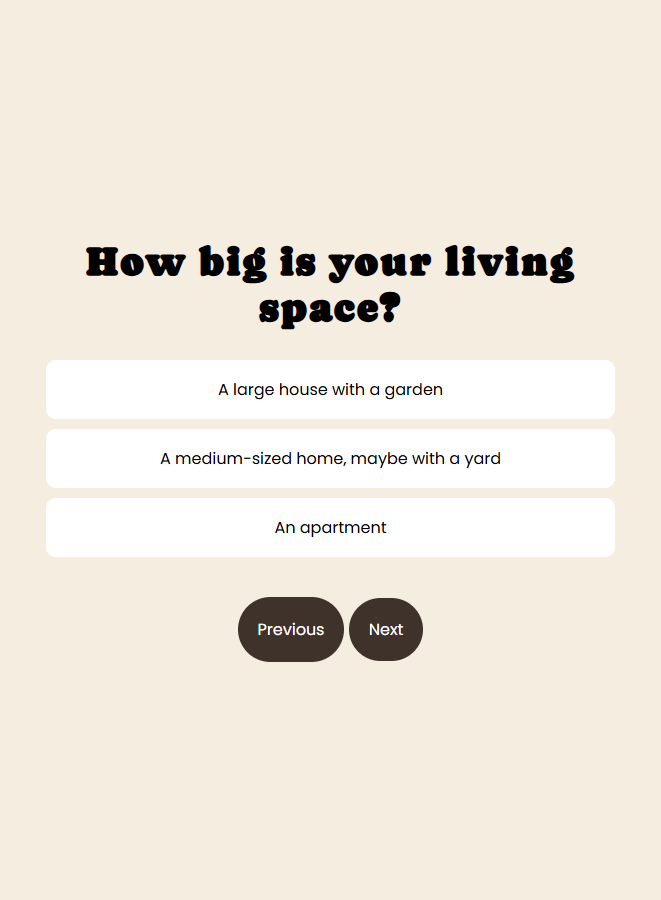 How big is your living
space?
A large house with a garden
A medium-sized home, maybe with a yard
An apartment
Previous Next